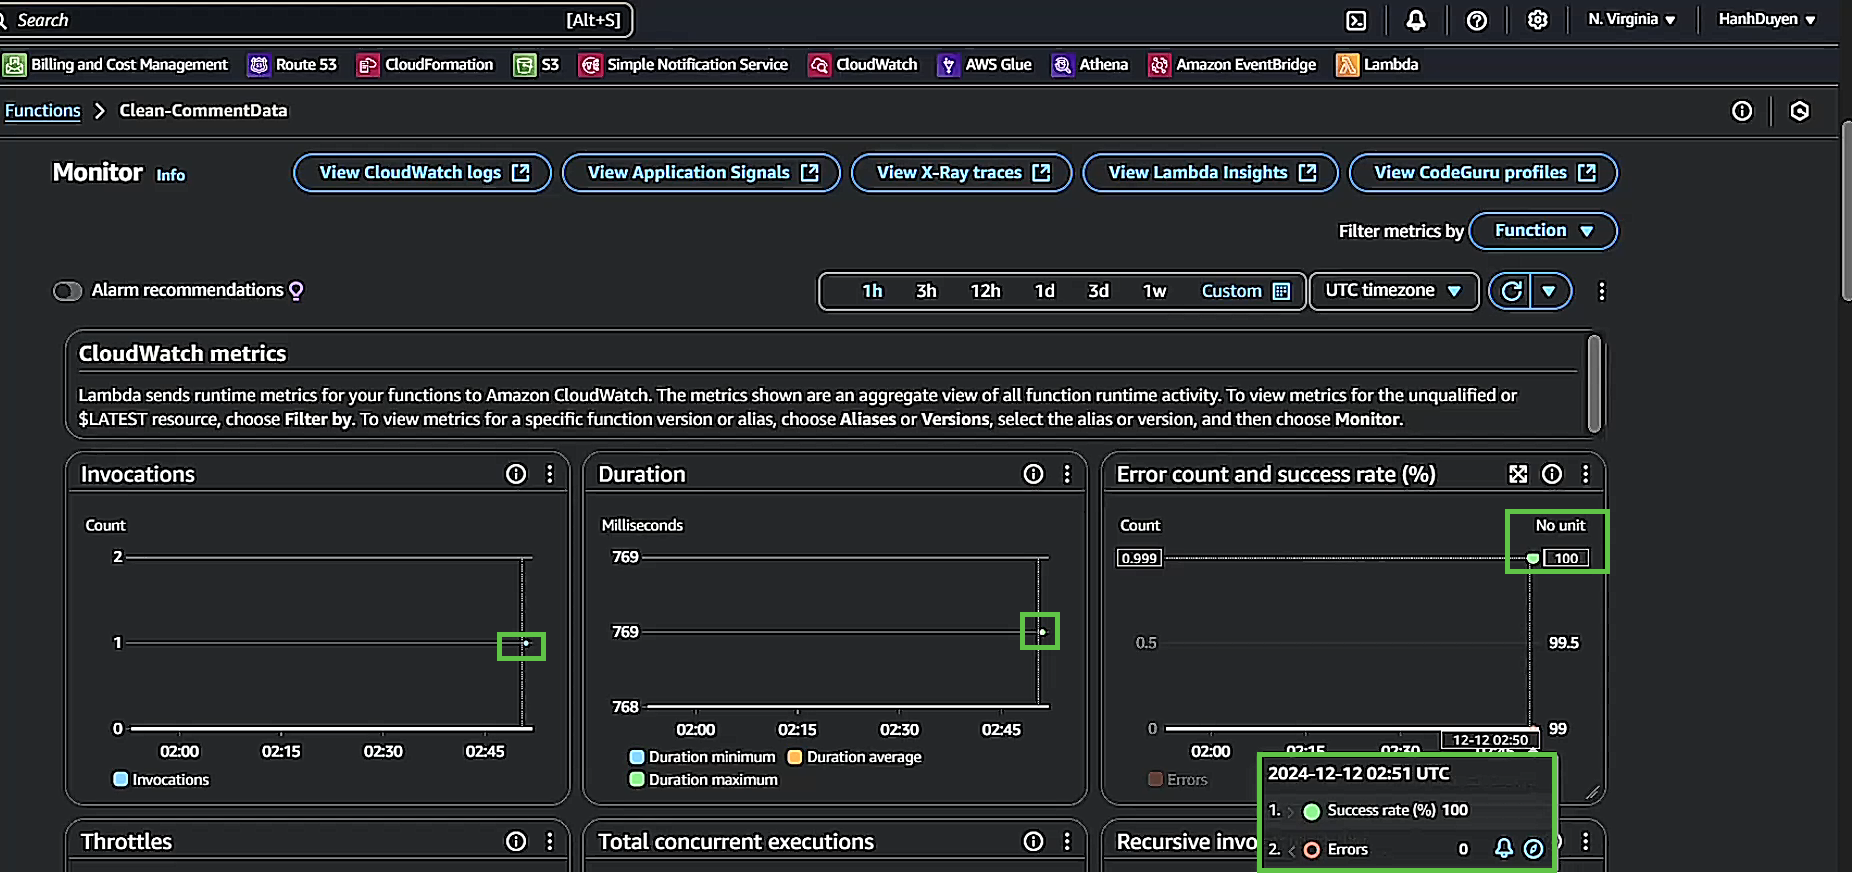 Search [Alt+S] N. Virginia HanhDuyen
Billing and Cost Management Route 53 CloudFormation S3 Simple Notification Service CloudWatch AWS Glue Athena Amazon EventBridge Lambda
Functions Clean-CommentData
Monitor Info View CloudWatch logs View Application Signals View X-Ray traces View Lambda Insights View CodeGuru profiles
Filter metrics by Function
Alarm recommendations 1h 3h 12h 1d 3d 1w Custom UTC timezone
CloudWatch metrics
Lambda sends runtime metrics for your functions to Amazon CloudWatch. The metrics shown are an aggregate view of all function runtime activity. To view metrics for the unqualified or
$LATEST resource, choose Filter by. To view metrics for a specific function version or alias, choose Aliases or Versions, select the alias or version, and then choose Monitor.
Invocations
Count
2
1
0
02:00 02:15 02:30 02:45
Invocations
Duration
Milliseconds
769
769
768
02:00 02:15 02:30 02:45
Duration minimum Duration average
Duration maximum
Error count and success rate (%)
Count No unit
0.999 100
0.5 99.5
0 99
12-12 02:50
02:00 02:15 02:30 02:45
Errors
2024-12-12 02:51 UTC
1. Success rate (%) 100
2. Errors 0
Throttles
Total concurrent executions
Recursive invo